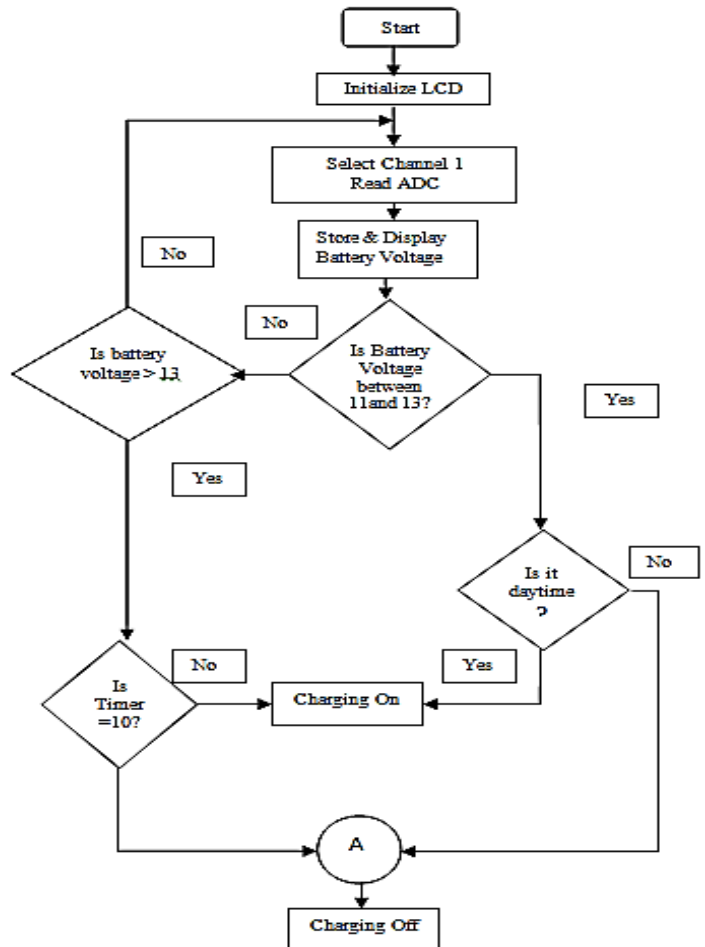 Start
Initialize LCD
Select Channel 1
Read ADC
Store & Display
Battery Voltage
No
No
Is battery
voltage > 13
Is Battery
Voltage
between
11and 13?
Yes
Yes
Is it
daytime
?
No
Is
Timer
=10?
No
Yes
Charging On
A
Charging Off